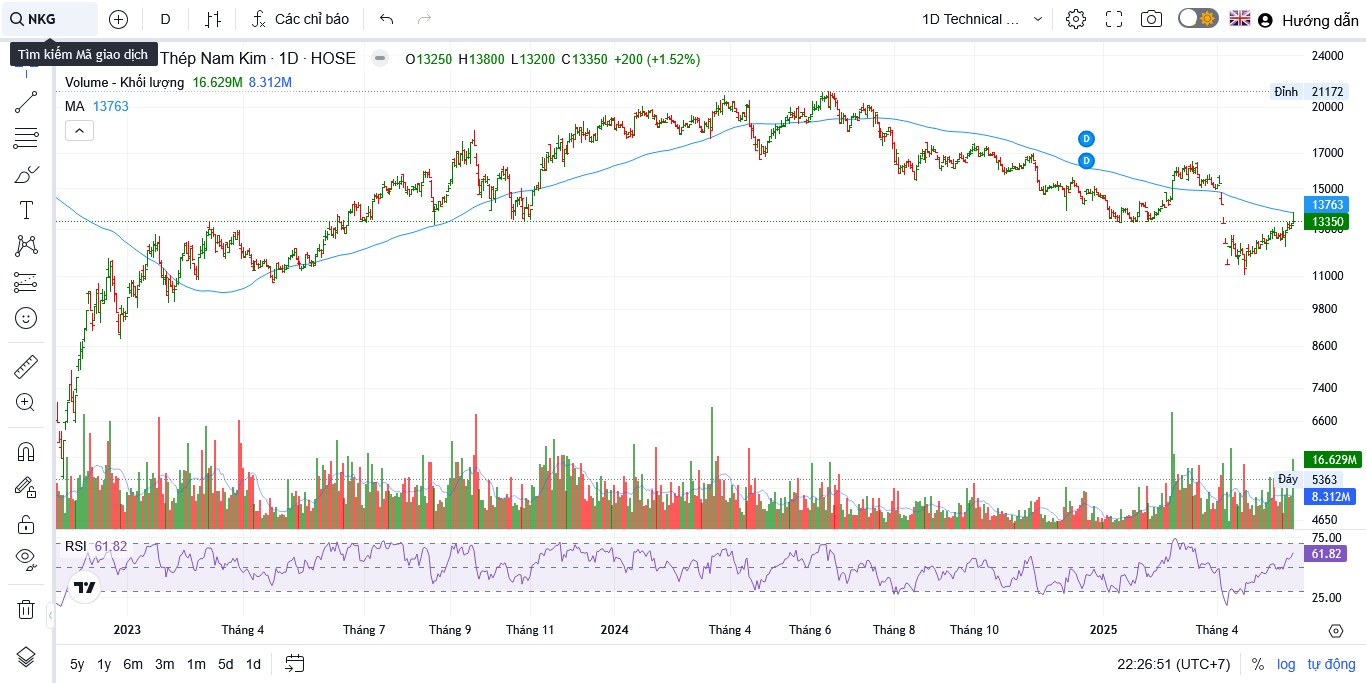 NKG
D
Các chỉ báo
1D Technical ...
Hướng dẫn
Tìm kiếm Mã giao dịch
Thép Nam Kim · 1D · HOSE
O13250 H13800 L13200 C13350 +200 (+1.52%)
Volume - Khối lượng 16.629M 8.312M
MA 13763
24000
Đỉnh 21172
20000
17000
15000
13763
13350
13000
11000
9800
8600
7400
6600
16.629M
Đáy 5363
8.312M
4650
D
D
RSI 61.82
75.00
61.82
25.00
2023 Tháng 4 Tháng 7 Tháng 9 Tháng 11 2024 Tháng 4 Tháng 6 Tháng 8 Tháng 10 2025 Tháng 4
5y 1y 6m 3m 1m 5d 1d
22:26:51 (UTC+7) % log tự động